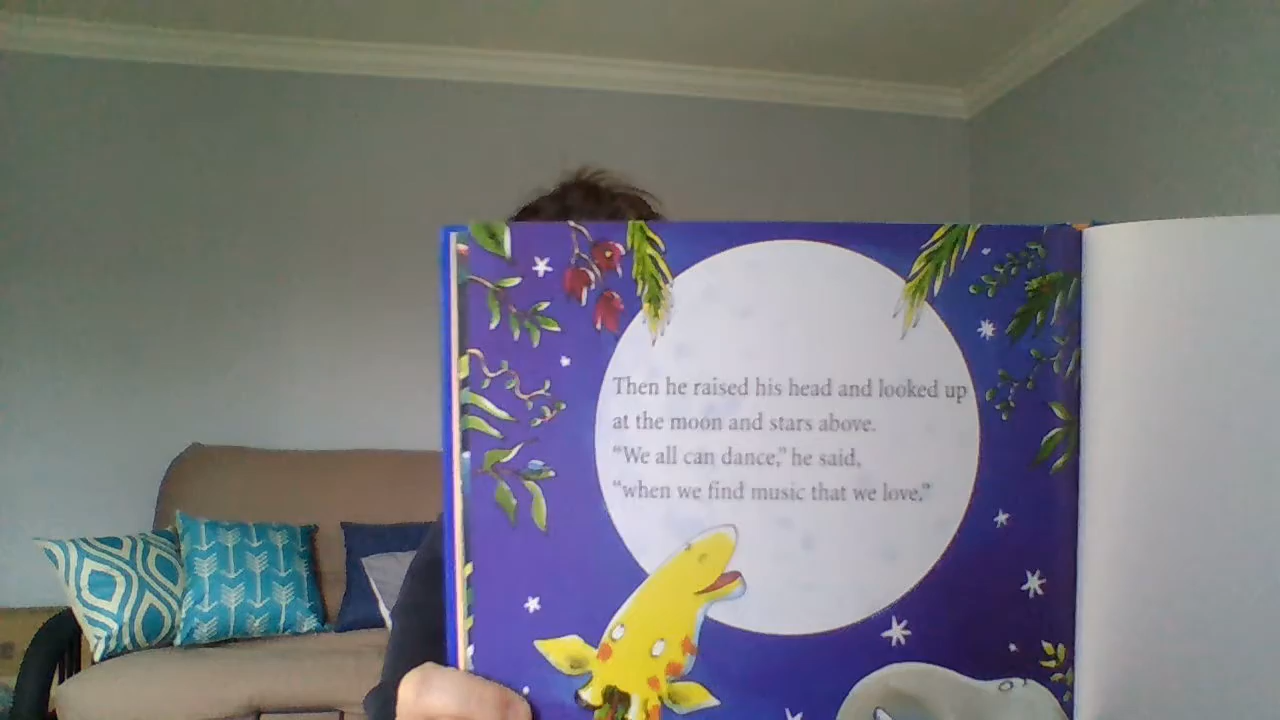 Then he raised his head and looked up
at the moon and stars above.
“We all can dance,” he said,
“when we find music that we love.”